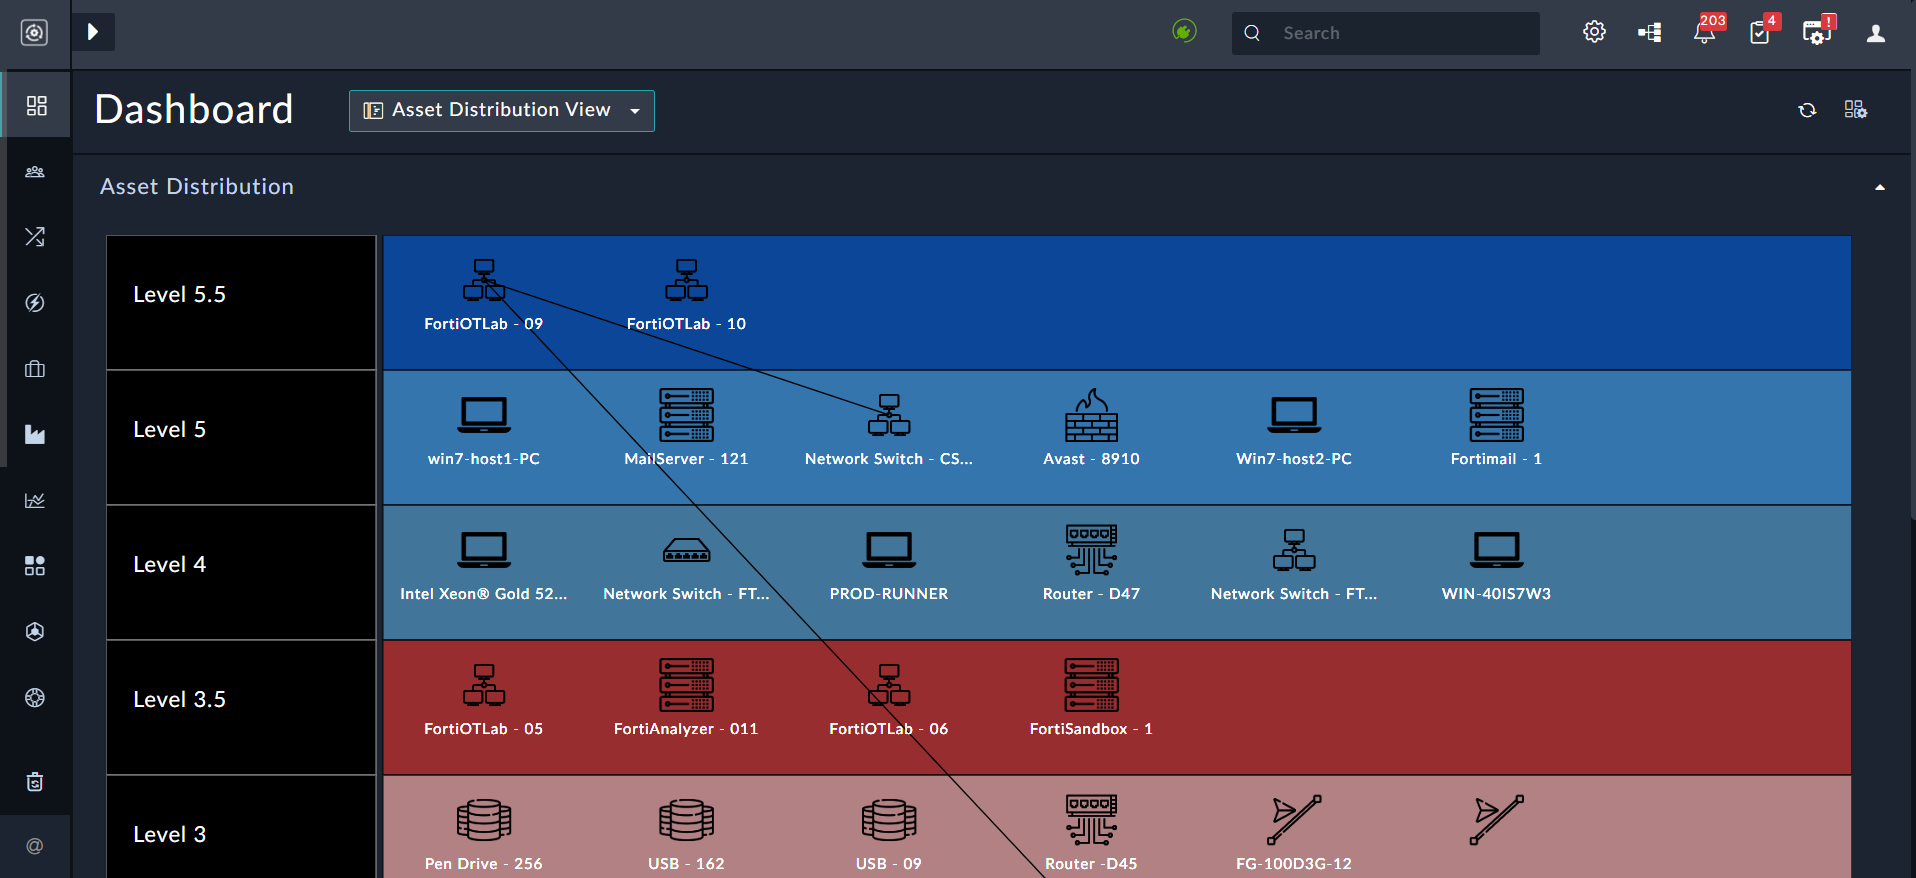 Search
203
4
!
Dashboard
Asset Distribution View
Asset Distribution
Level 5.5
FortiOTLab - 09
FortiOTLab - 10
Level 5
win7-host1-PC
MailServer - 121
Network Switch - CS...
Avast - 8910
Win7-host2-PC
Fortimail - 1
Level 4
Intel Xeon® Gold 52...
Network Switch - FT...
PROD-RUNNER
Router - D47
Network Switch - FT...
WIN-40IS7W3
Level 3.5
FortiOTLab - 05
FortiAnalyzer - 011
FortiOTLab - 06
FortiSandbox - 1
Level 3
Pen Drive - 256
USB - 162
USB - 09
Router -D45
FG-100D3G-12
@